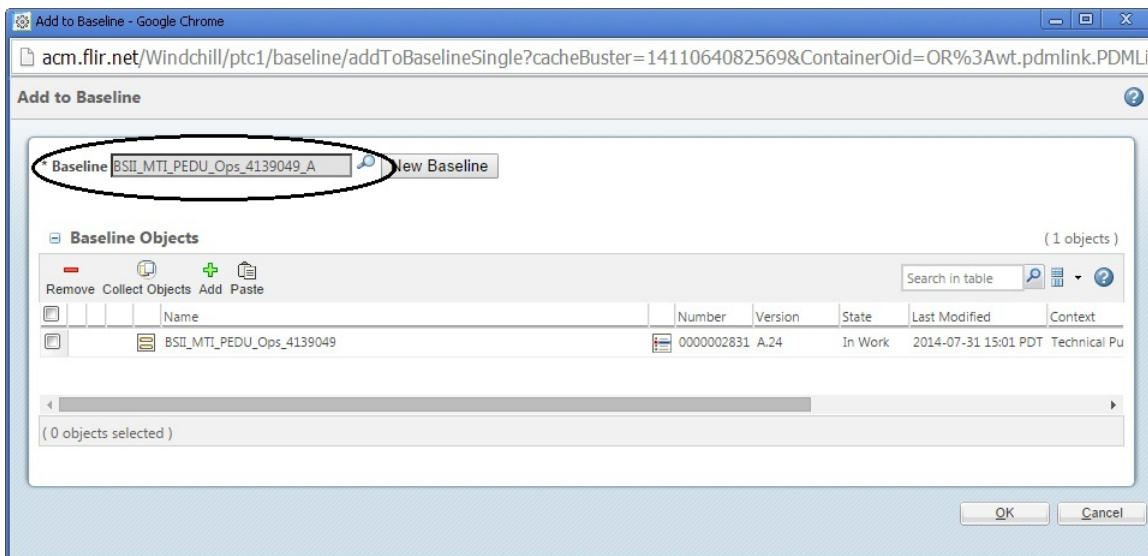 Add to Baseline - Google Chrome
acm.flir.net/Windchill/ptc1/baseline/addToBaselineSingle?cacheBuster=1411064082569&ContainerOid=OR%3Awt.pdmlink.PDMLi
Add to Baseline
* Baseline BSII_MTI_PEDU_Ops_4139049_A New Baseline
Baseline Objects ( 1 objects )
Remove Collect Objects Add Paste Search in table
Name Number Version State Last Modified Context
BSII_MTI_PEDU_Ops_4139049 0000002831 A.24 In Work 2014-07-31 15:01 PDT Technical Pu
( 0 objects selected )
OK Cancel